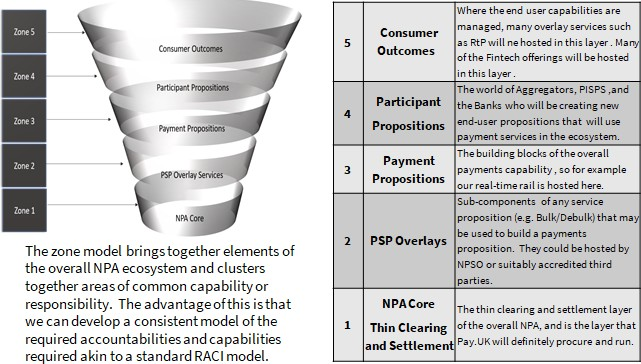 Zone 5
Zone 4
Zone 3
Zone 2
Zone 1
Consumer Outcomes
Participant Propositions
Payment Propositions
PSP Overlay Services
NPA Core
The zone model brings together elements of
the overall NPA ecosystem and clusters
together areas of common capability or
responsibility. The advantage of this is that
we can develop a consistent model of the
required accountabilities and capabilities
required akin to a standard RACI model.
5
Consumer
Outcomes
Where the end user capabilities are
managed, many overlay services such
as RtP will ne hosted in this layer . Many
of the Fintech offerings will be hosted
in this layer .
4
Participant
Propositions
The world of Aggregators, PISPS ,and
the Banks who will be creating new
end-user propositions that will use
payment services in the ecosystem.
3
Payment
Propositions
The building blocks of the overall
payments capability , so for example
our real-time rail is hosted here.
2
PSP Overlays
Sub-components of any service
proposition (e.g. Bulk/Debulk) that may
be used to build a payments
proposition. They could be hosted by
NPSO or suitably accredited third
parties.
1
NPA Core
Thin Clearing
and Settlement
The thin clearing and settlement layer
of the overall NPA, and is the layer that
Pay.UK will definitely procure and run.